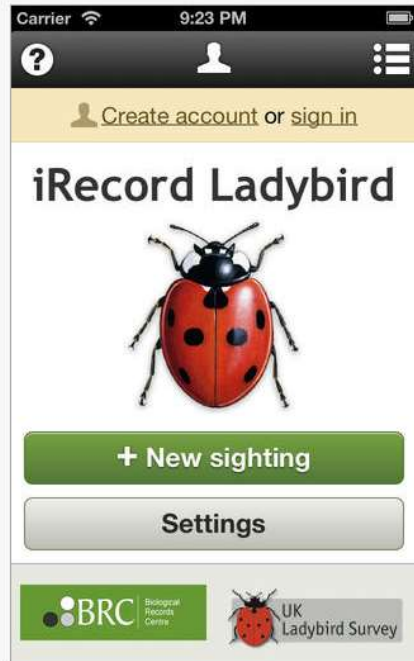 Carrier 9:23 PM
?
Create account or sign in
iRecord Ladybird
+ New sighting
Settings
BRC Biological
Records
Centre
UK
Ladybird Survey